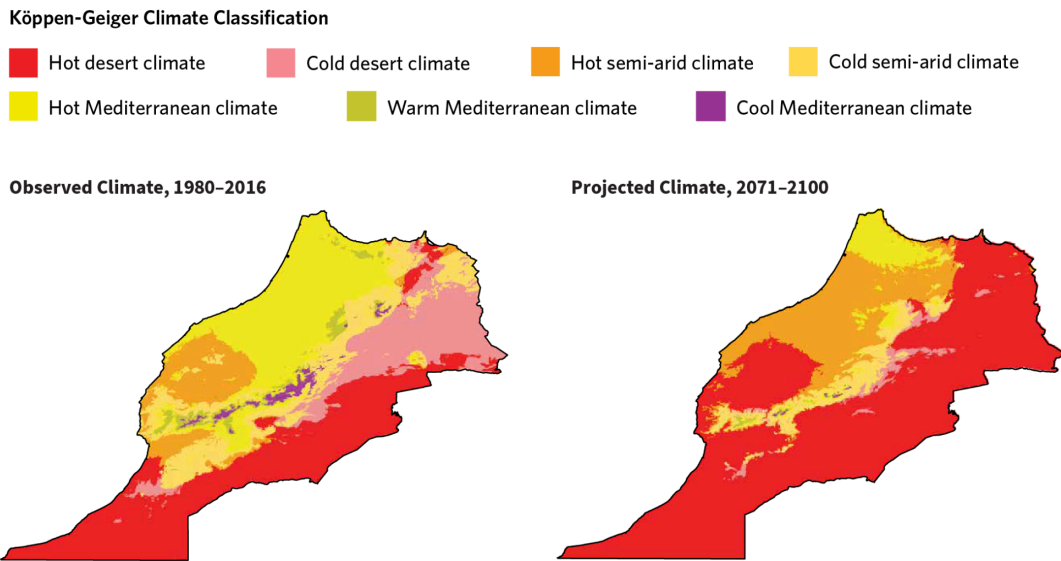 Köppen-Geiger Climate Classification
Hot desert climate
Cold desert climate
Hot semi-arid climate
Cold semi-arid climate
Hot Mediterranean climate
Warm Mediterranean climate
Cool Mediterranean climate
Observed Climate, 1980–2016
Projected Climate, 2071–2100